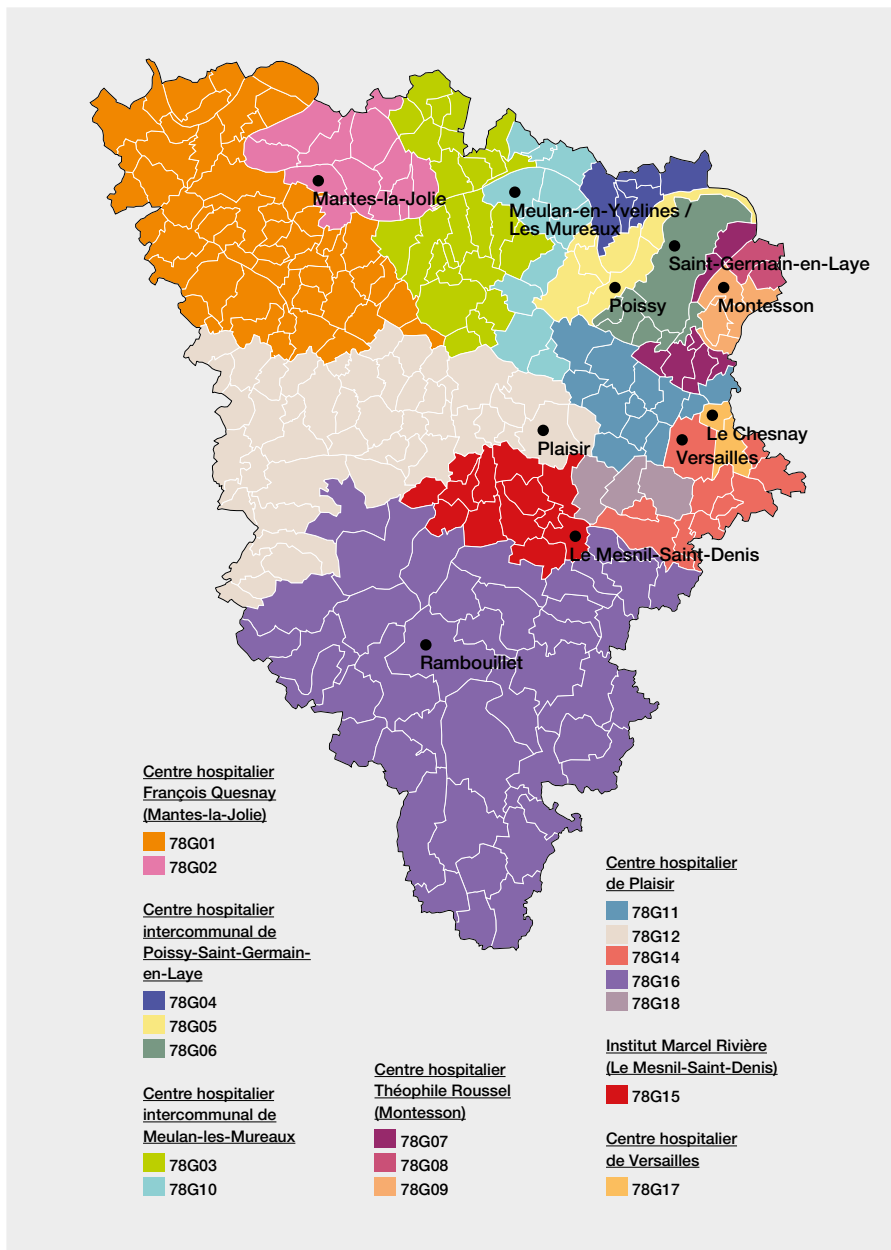 Mantes-la-Jolie
Meulan-en-Yvelines /
Les Mureaux
Saint-Germain-en-Laye
Poissy
Montesson
Le Chesnay
Plaisir
Versailles
Le Mesnil-Saint-Denis
Rambouillet
Centre hospitalier
François Quesnay
(Mantes-la-Jolie)
78G01
78G02
Centre hospitalier
intercommunal de
Poissy-Saint-Germain-
en-Laye
78G04
78G05
78G06
Centre hospitalier
intercommunal de
Meulan-les-Mureaux
78G03
78G10
Centre hospitalier
Théophile Roussel
(Montesson)
78G07
78G08
78G09
Centre hospitalier
de Plaisir
78G11
78G12
78G14
78G16
78G18
Institut Marcel Rivière
(Le Mesnil-Saint-Denis)
78G15
Centre hospitalier
de Versailles
78G17